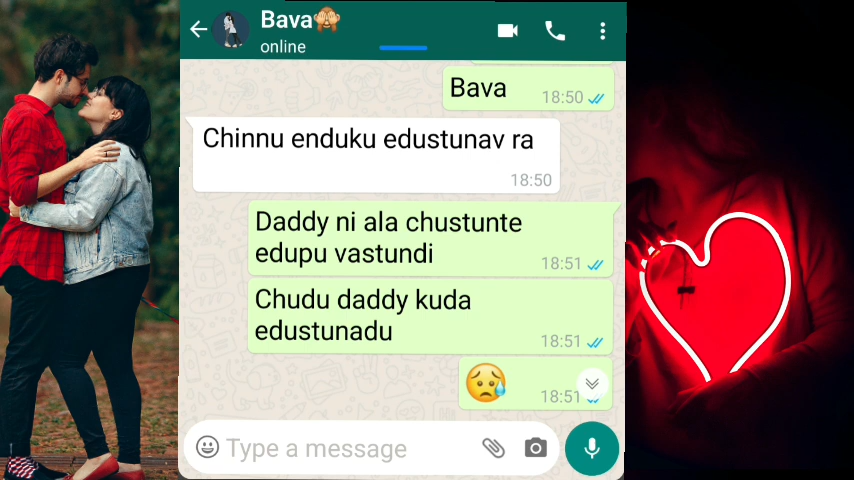 Bava🙈
online
Bava
18:50
Chinnu enduku edustunav ra
18:50
Daddy ni ala chustunte
edupu vastundi
18:51
Chudu daddy kuda
edustunadu
18:51
😥
18:51
Type a message